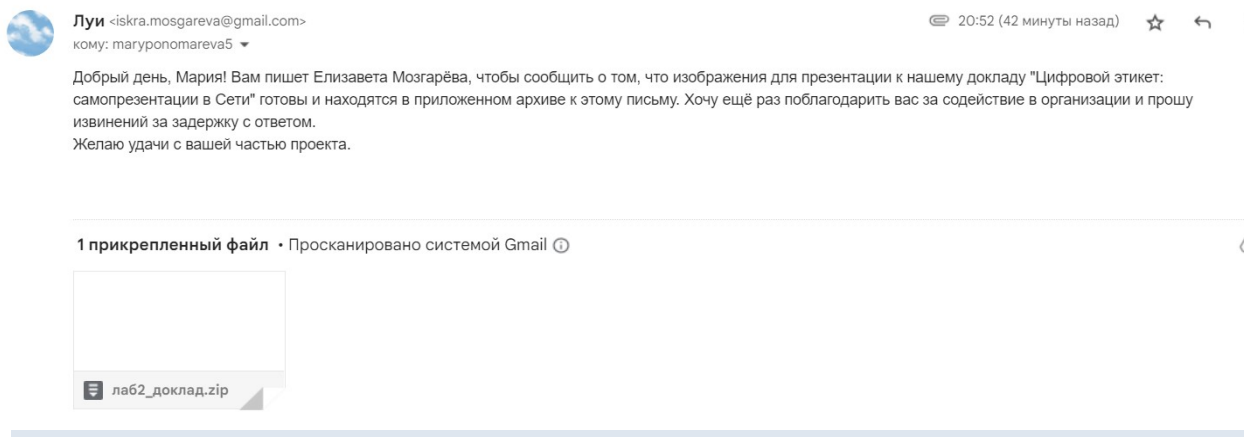 Луи <iskra.mosgareva@gmail.com>
20:52 (42 минуты назад)
кому: maryponomareva5
Добрый день, Мария! Вам пишет Елизавета Мозгарёва, чтобы сообщить о том, что изображения для презентации к нашему докладу "Цифровой этикет:
самопрезентации в Сети" готовы и находятся в приложенном архиве к этому письму. Хочу ещё раз поблагодарить вас за содействие в организации и прошу
извинений за задержку с ответом.
Желаю удачи с вашей частью проекта.
1 прикрепленный файл • Просканировано системой Gmail
лаб2_доклад.zip